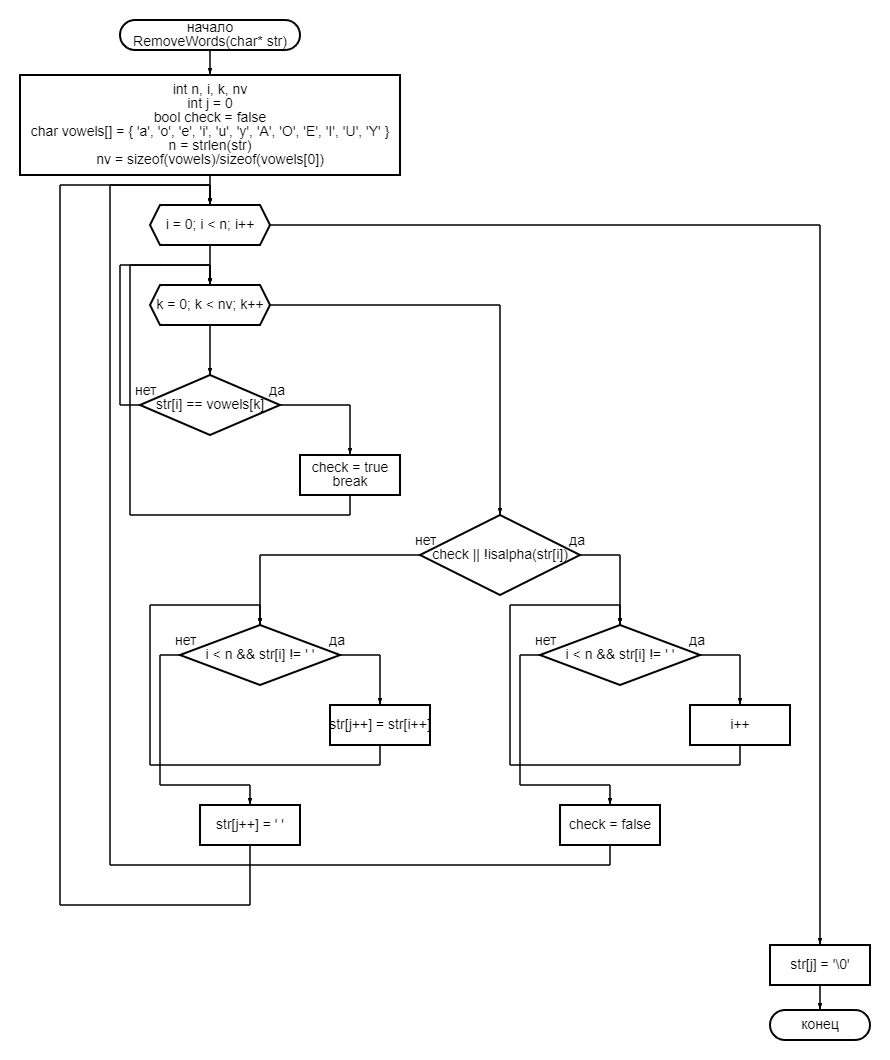 начало
RemoveWords(char* str)
int n, i, k, nv
int j = 0
bool check = false
char vowels[] = { 'a', 'o', 'e', 'i', 'u', 'y', 'A', 'O', 'E', 'I', 'U', 'Y' }
n = strlen(str)
nv = sizeof(vowels)/sizeof(vowels[0])
i = 0; i < n; i++
k = 0; k < nv; k++
нет
да
str[i] == vowels[k]
check = true
break
нет
да
check || !isalpha(str[i])
нет
да
i < n && str[i] != ' '
нет
да
i < n && str[i] != ' '
str[j++] = str[i++]
i++
str[j++] = ' '
check = false
str[j] = '\0'
конец